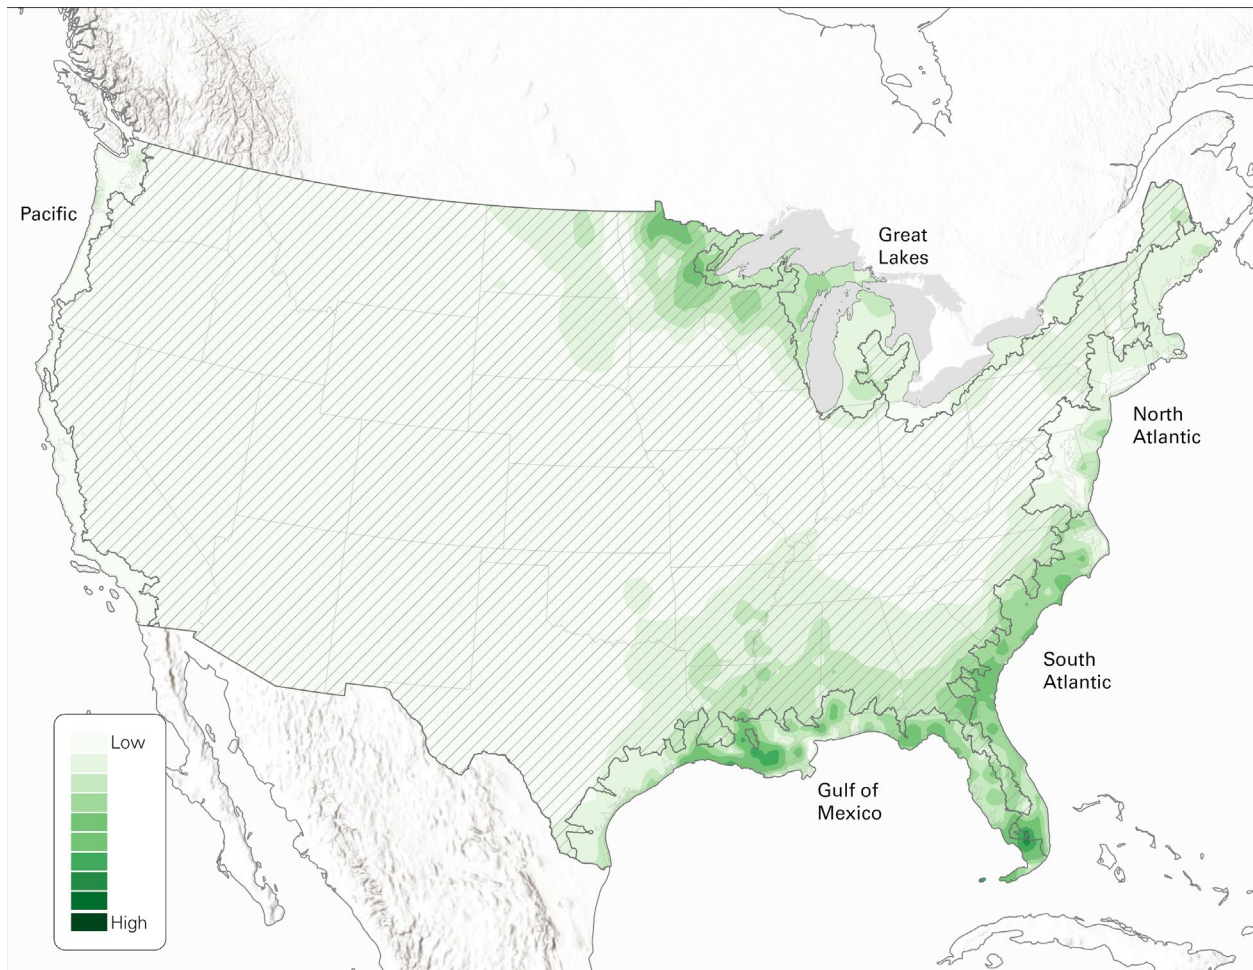 Pacific
Great
Lakes
North
Atlantic
South
Atlantic
Gulf of
Mexico
Low
High